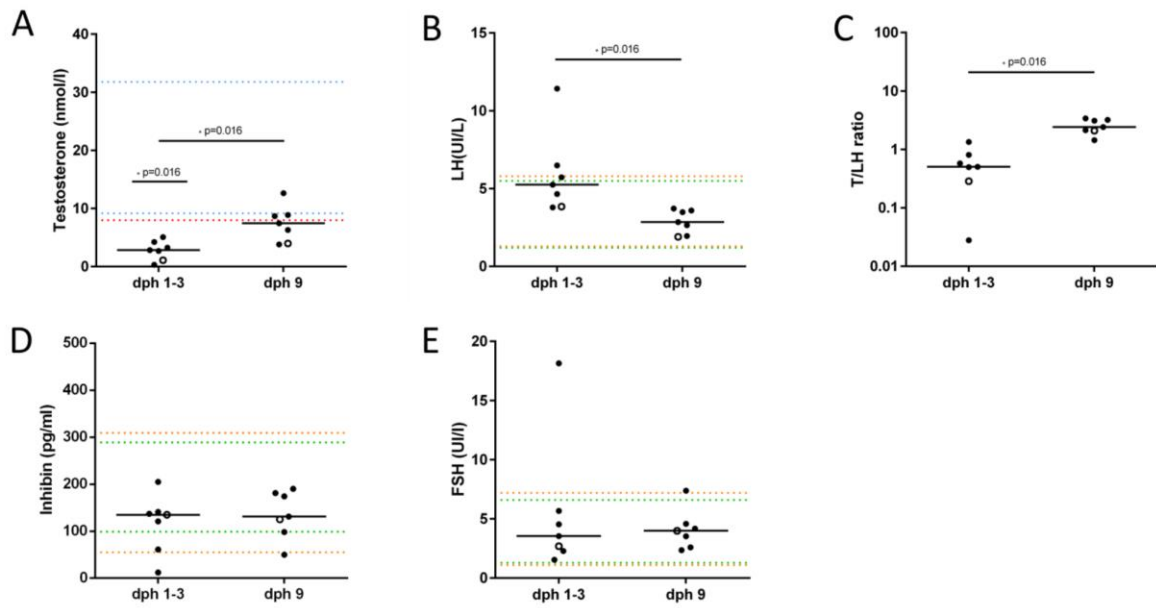 A
Testosterone (nmol/l)
40
30
20
10
0
- p=0.016
- p=0.016
dph 1-3
dph 9
B
LH(UI/L)
15
10
5
0
- p=0.016
dph 1-3
dph 9
C
T/LH ratio
100
10
1
0.1
0.01
- p=0.016
dph 1-3
dph 9
D
Inhibin (pg/ml)
500
400
300
200
100
0
dph 1-3
dph 9
E
FSH (UI/l)
20
15
10
5
0
dph 1-3
dph 9